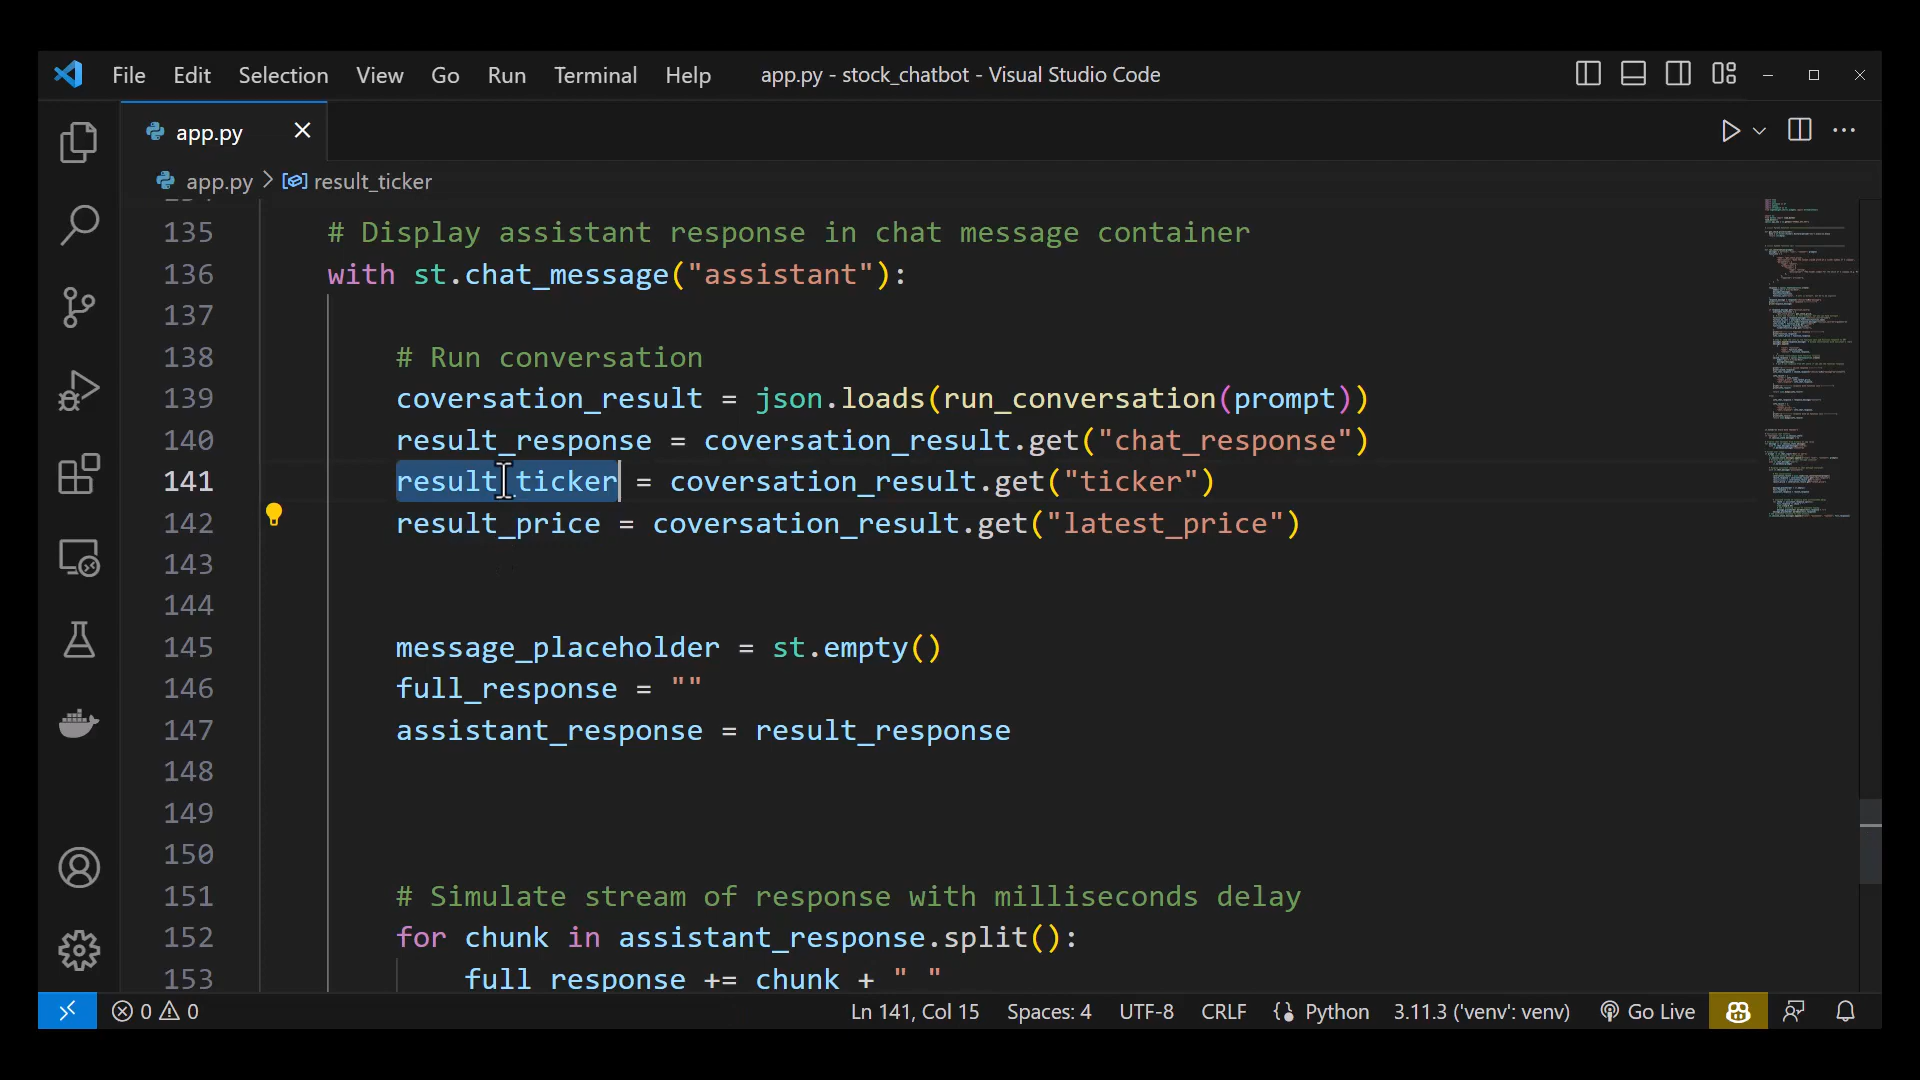 File Edit Selection View Go Run Terminal Help app.py - stock_chatbot - Visual Studio Code
app.py
app.py > result_ticker
135 # Display assistant response in chat message container
136 with st.chat_message("assistant"):
137
138 # Run conversation
139 coversation_result = json.loads(run_conversation(prompt))
140 result_response = coversation_result.get("chat_response")
141 result_ticker = coversation_result.get("ticker")
142 result_price = coversation_result.get("latest_price")
143
144
145 message_placeholder = st.empty()
146 full_response = ""
147 assistant_response = result_response
148
149
150
151 # Simulate stream of response with milliseconds delay
152 for chunk in assistant_response.split():
153 full_response += chunk + " "
0 0 Ln 141, Col 15 Spaces: 4 UTF-8 CRLF Python 3.11.3 ('venv': venv) Go Live